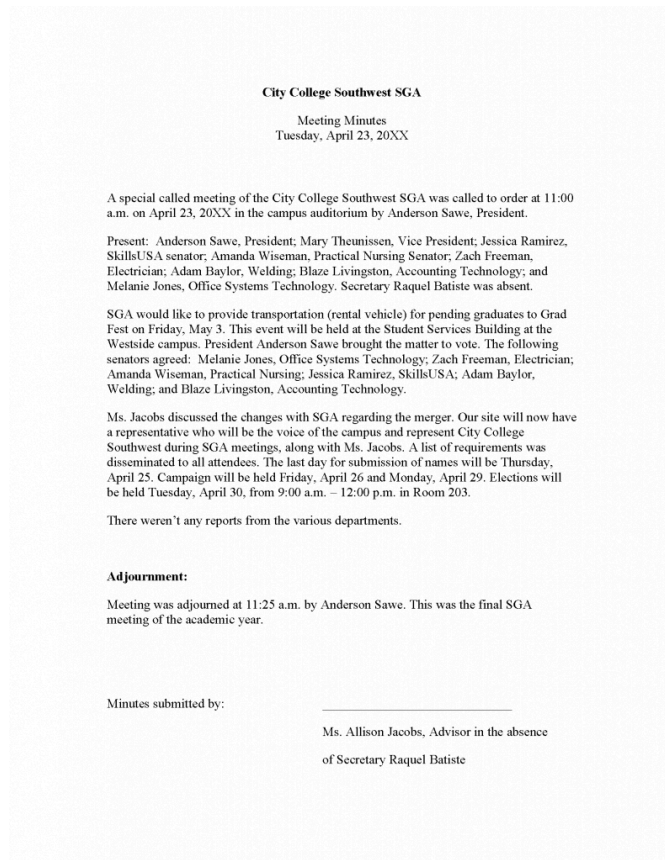 City College Southwest SGA
Meeting Minutes
Tuesday, April 23, 20XX
A special called meeting of the City College Southwest SGA was called to order at 11:00
a.m. on April 23, 20XX in the campus auditorium by Anderson Sawe, President.
Present:  Anderson Sawe, President; Mary Theunissen, Vice President; Jessica Ramirez,
SkillsUSA senator; Amanda Wiseman, Practical Nursing Senator; Zach Freeman,
Electrician; Adam Baylor, Welding; Blaze Livingston, Accounting Technology; and
Melanie Jones, Office Systems Technology. Secretary Raquel Batiste was absent.
SGA would like to provide transportation (rental vehicle) for pending graduates to Grad
Fest on Friday, May 3. This event will be held at the Student Services Building at the
Westside campus. President Anderson Sawe brought the matter to vote. The following
senators agreed:  Melanie Jones, Office Systems Technology; Zach Freeman, Electrician;
Amanda Wiseman, Practical Nursing; Jessica Ramirez, SkillsUSA; Adam Baylor,
Welding; and Blaze Livingston, Accounting Technology.
Ms. Jacobs discussed the changes with SGA regarding the merger. Our site will now have
a representative who will be the voice of the campus and represent City College
Southwest during SGA meetings, along with Ms. Jacobs. A list of requirements was
disseminated to all attendees. The last day for submission of names will be Thursday,
April 25. Campaign will be held Friday, April 26 and Monday, April 29. Elections will
be held Tuesday, April 30, from 9:00 a.m. – 12:00 p.m. in Room 203.
There weren't any reports from the various departments.
Adjournment:
Meeting was adjourned at 11:25 a.m. by Anderson Sawe. This was the final SGA
meeting of the academic year.
Minutes submitted by: ______________________________
Ms. Allison Jacobs, Advisor in the absence
of Secretary Raquel Batiste